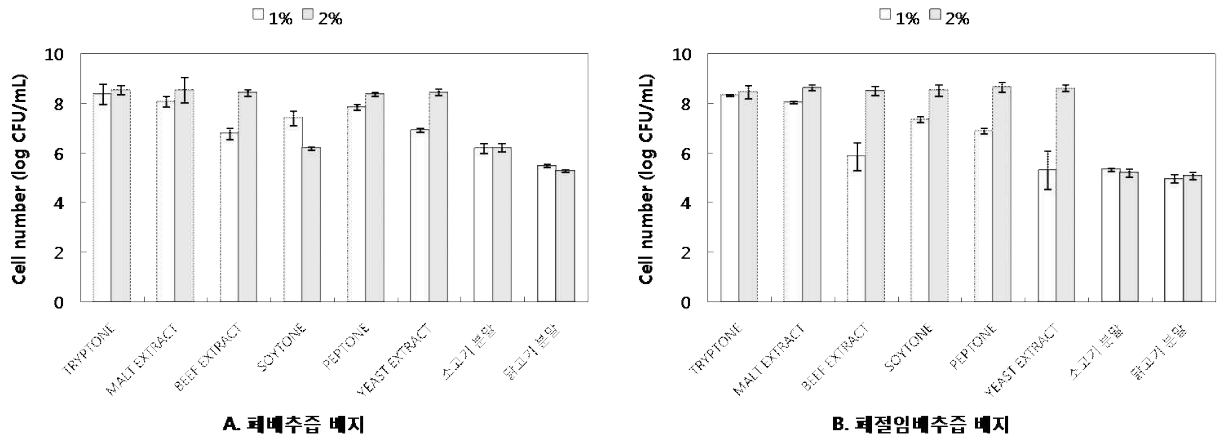 1% 2%
Cell number (log CFU/mL)
10
8
6
4
2
0
TRYPTONE
MALT EXTRACT
BEEF EXTRACT
SOYTONE
PEPTONE
YEAST EXTRACT
소고기 분말
닭고기 분말
A. 폐배추즙 배지
1% 2%
Cell number (log CFU/mL)
10
8
6
4
2
0
TRYPTONE
MALT EXTRACT
BEEF EXTRACT
SOYTONE
PEPTONE
YEAST EXTRACT
소고기 분말
닭고기 분말
B. 폐절임배추즙 배지